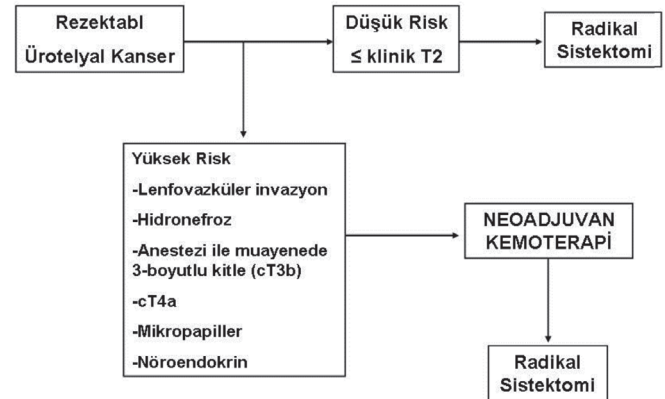 Rezektabl
Ürotelyal Kanser
Düşük Risk
≤ klinik T2
Radikal
Sistektomi
Yüksek Risk
-Lenfovazküler invazyon
-Hidronefroz
-Anestezi ile muayenede
3-boyutlu kitle (cT3b)
-cT4a
-Mikropapiller
-Nöroendokrin
NEOADJUVAN
KEMOTERAPİ
Radikal
Sistektomi